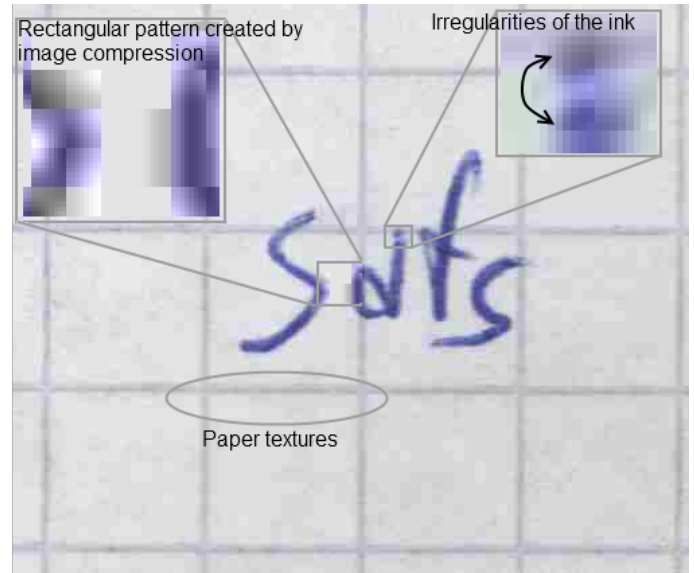 Rectangular pattern created by
image compression
Irregularities of the ink
Paper textures